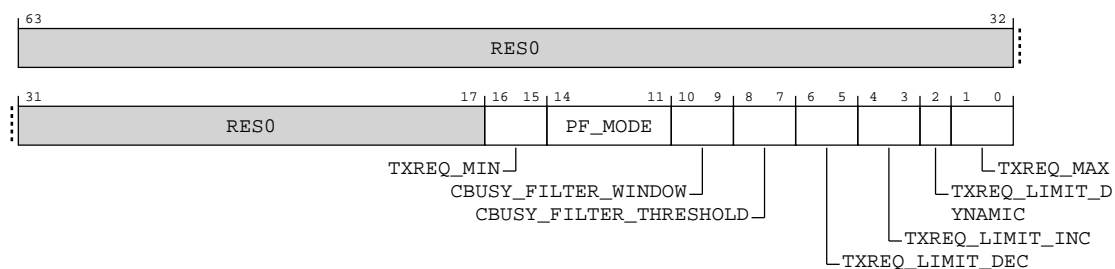 63 32
RES0
31 17 16 15 14 11 10 9 8 7 6 5 4 3 2 1 0
RES0 PF_MODE
TXREQ_MIN TXREQ_MAX
CBUSY_FILTER_WINDOW TXREQ_LIMIT_D
CBUSY_FILTER_THRESHOLD YNAMIC
TXREQ_LIMIT_INC
TXREQ_LIMIT_DEC